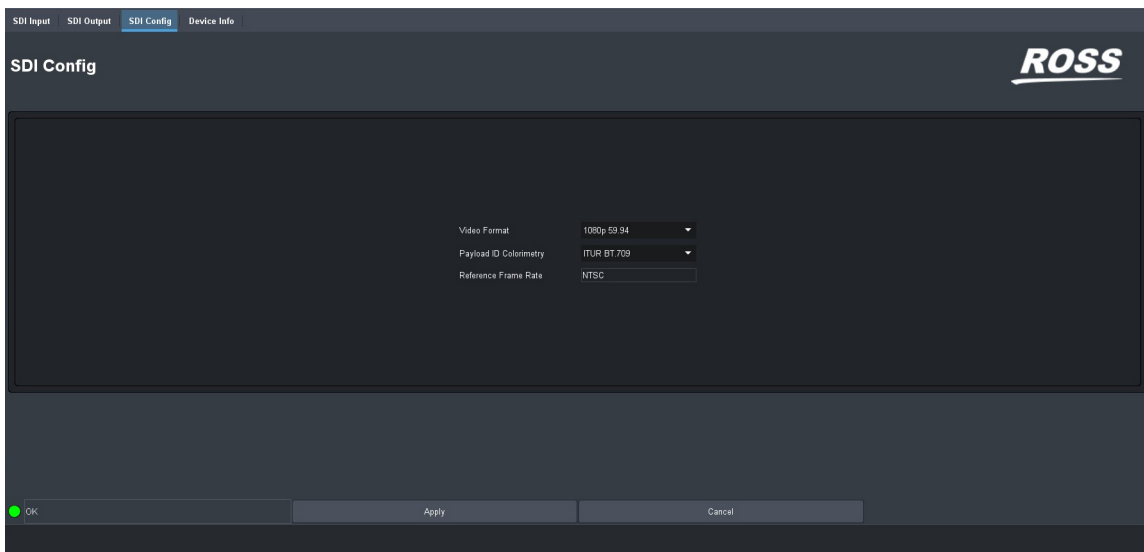 SDI Input SDI Output SDI Config Device Info
SDI Config
ROSS
Video Format 1080p 59.94
Payload ID Colorimetry ITUR BT.709
Reference Frame Rate NTSC
OK Apply Cancel